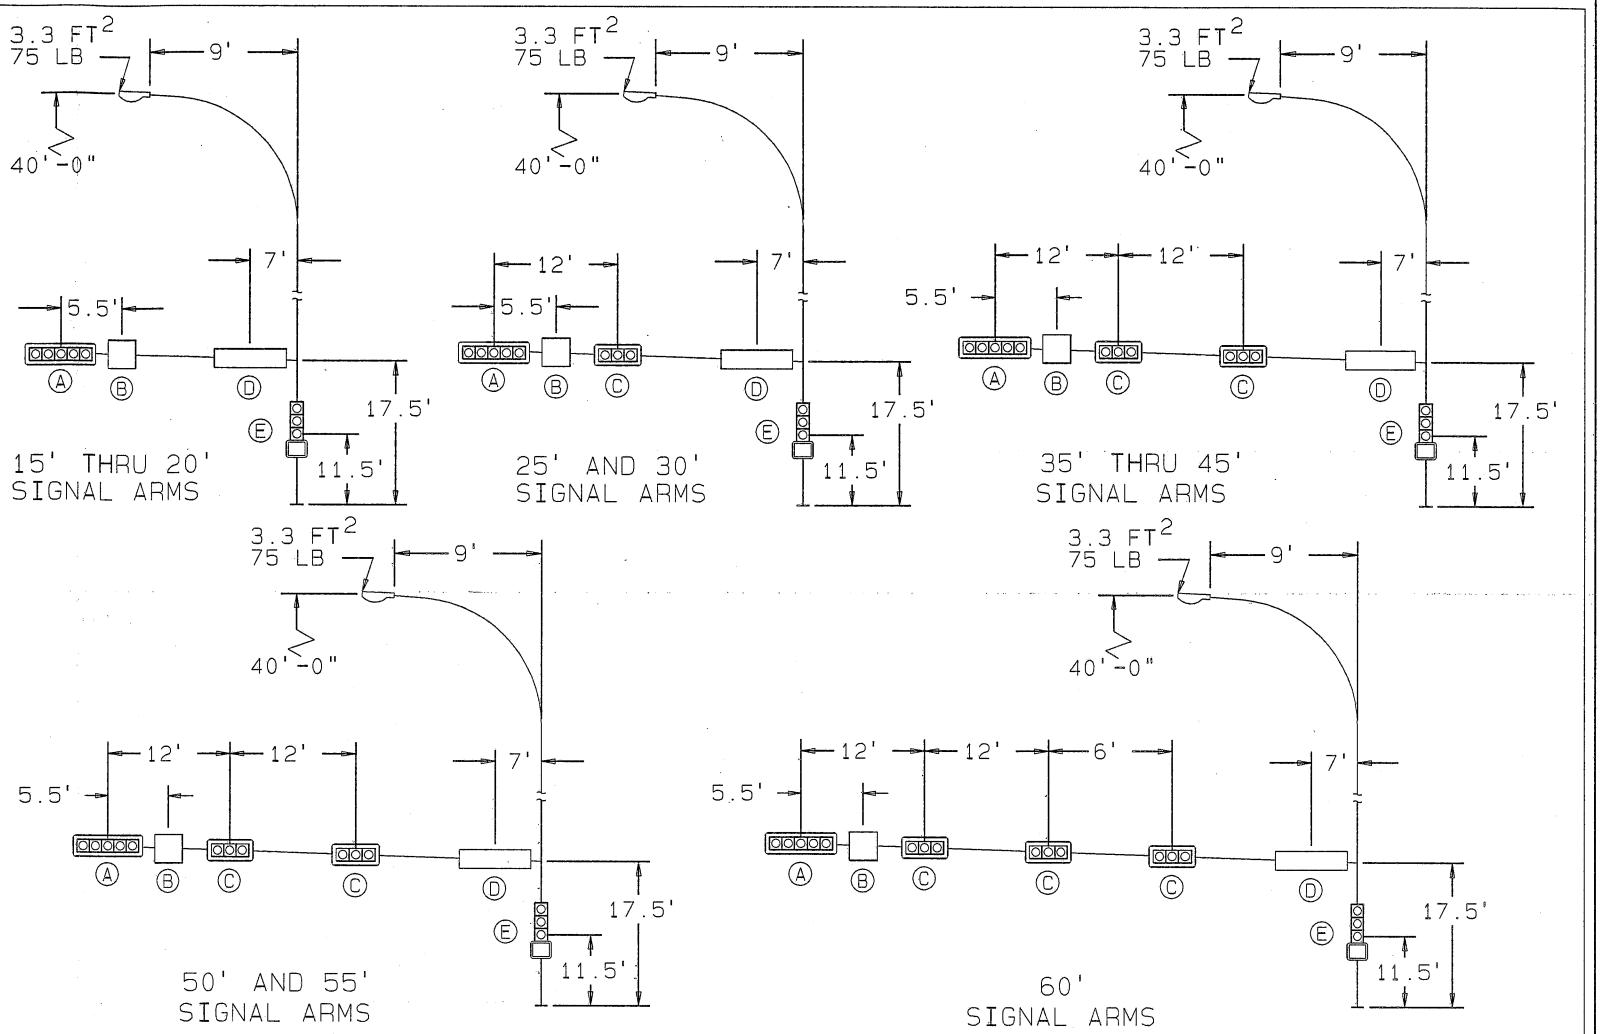 3.3 FT2
75 LB
9'
40'-0"
7'
5.5'
A
B
D
17.5'
E
11.5'
15' THRU 20'
SIGNAL ARMS
3.3 FT2
75 LB
9'
40'-0"
7'
12'
5.5'
A
B
C
D
17.5'
E
11.5'
25' AND 30'
SIGNAL ARMS
3.3 FT2
75 LB
9'
40'-0"
12'
12'
7'
5.5'
A
B
C
C
D
17.5'
E
11.5'
35' THRU 45'
SIGNAL ARMS
3.3 FT2
75 LB
9'
40'-0"
12'
12'
7'
5.5'
A
B
C
C
D
17.5'
E
11.5'
50' AND 55'
SIGNAL ARMS
3.3 FT2
75 LB
9'
40'-0"
12'
12'
6'
7'
5.5'
A
B
C
C
C
D
17.5'
E
11.5'
60'
SIGNAL ARMS